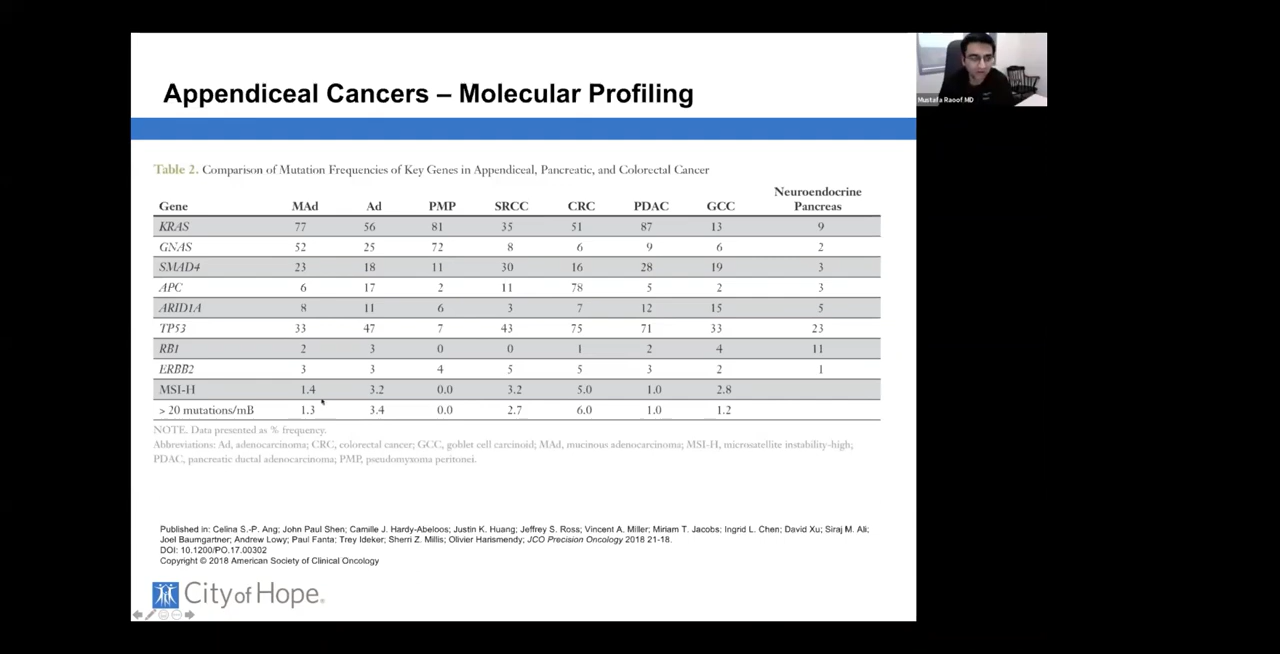 Appendiceal Cancers – Molecular Profiling
Mustafa Raoof MD
Table 2. Comparison of Mutation Frequencies of Key Genes in Appendiceal, Pancreatic, and Colorectal Cancer
Gene MAd Ad PMP SRCC CRC PDAC GCC Neuroendocrine Pancreas
KRAS 77 56 81 35 51 87 13 9
GNAS 52 25 72 8 6 9 6 2
SMAD4 23 18 11 30 16 28 19 3
APC 6 17 2 11 78 5 2 3
ARID1A 8 11 6 3 7 12 15 5
TP53 33 47 7 43 75 71 33 23
RB1 2 3 0 0 1 2 4 11
ERBB2 3 3 4 5 5 3 2 1
MSI-H 1.4 3.2 0.0 3.2 5.0 1.0 2.8
> 20 mutations/mB 1.3 3.4 0.0 2.7 6.0 1.0 1.2
NOTE. Data presented as % frequency.
Abbreviations: Ad, adenocarcinoma; CRC, colorectal cancer; GCC, goblet cell carcinoid; MAd, mucinous adenocarcinoma; MSI-H, microsatellite instability-high;
PDAC, pancreatic ductal adenocarcinoma; PMP, pseudomyxoma peritonei.
Published in: Celina S.-P. Ang; John Paul Shen; Camille J. Hardy-Abeloos; Justin K. Huang; Jeffrey S. Ross; Vincent A. Miller; Miriam T. Jacobs; Ingrid L. Chen; David Xu; Siraj M. Ali;
Joel Baumgartner; Andrew Lowy; Paul Fanta; Trey Ideker; Sherri Z. Millis; Olivier Harismendy; JCO Precision Oncology 2018 21-18.
DOI: 10.1200/PO.17.00302
Copyright © 2018 American Society of Clinical Oncology
City of Hope®